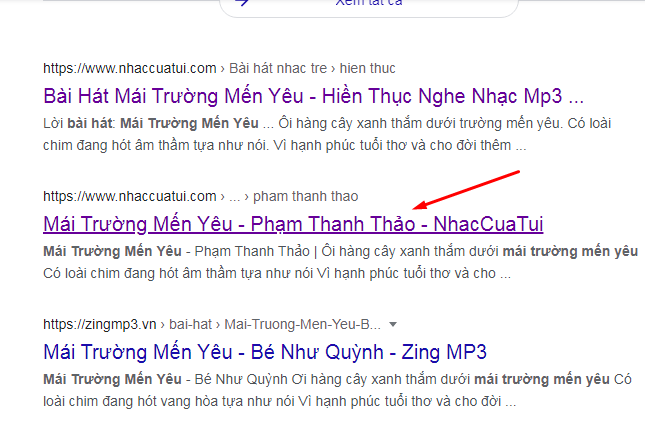 Xem tất cả
https://www.nhaccuatui.com › Bài hát nhac tre › hien thuc
Bài Hát Mái Trường Mến Yêu - Hiền Thục Nghe Nhạc Mp3 ...
Lời bài hát: Mái Trường Mến Yêu ... Ôi hàng cây xanh thắm dưới trường mến yêu. Có loài
chim đang hót âm thầm tựa như nói. Vì hạnh phúc tuổi thơ và cho đời thêm ...
https://www.nhaccuatui.com › ... › pham thanh thao
Mái Trường Mến Yêu - Phạm Thanh Thảo - NhacCuaTui
Mái Trường Mến Yêu - Phạm Thanh Thảo | Ôi hàng cây xanh thắm dưới mái trường mến yêu
Có loài chim đang hót âm thầm tựa như nói Vì hạnh phúc tuổi thơ và cho ...
https://zingmp3.vn › bai-hat › Mai-Truong-Men-Yeu-B...
Mái Trường Mến Yêu - Bé Như Quỳnh - Zing MP3
Mái Trường Mến Yêu - Bé Như Quỳnh Ơi hàng cây xanh thắm dưới mái trường mến yêu Có
loài chim đang hót vang hòa tựa như nói Vì hạnh phúc tuổi thơ và cho đời ...